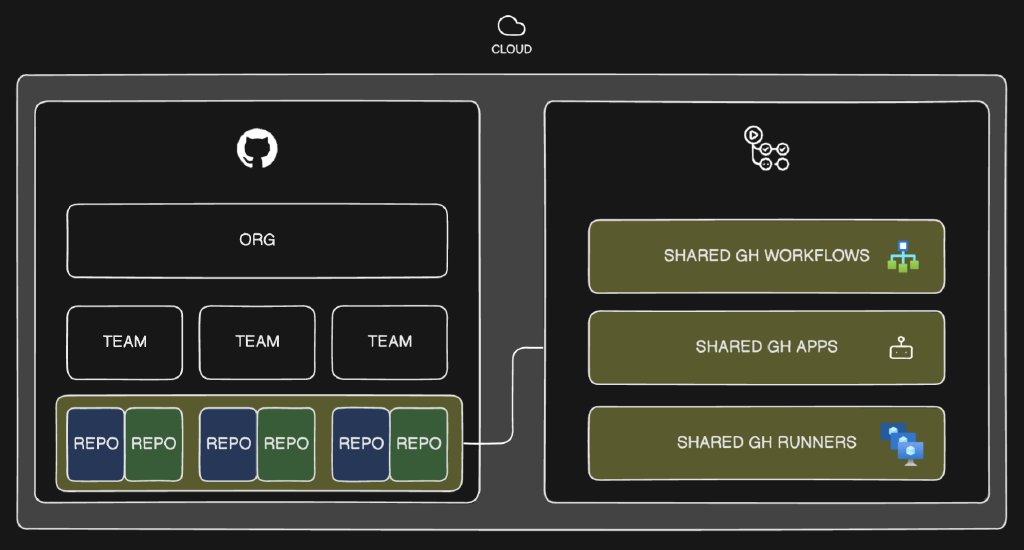 CLOUD
ORG
TEAM
TEAM
TEAM
REPO
REPO
REPO
REPO
REPO
REPO
SHARED GH WORKFLOWS
SHARED GH APPS
SHARED GH RUNNERS